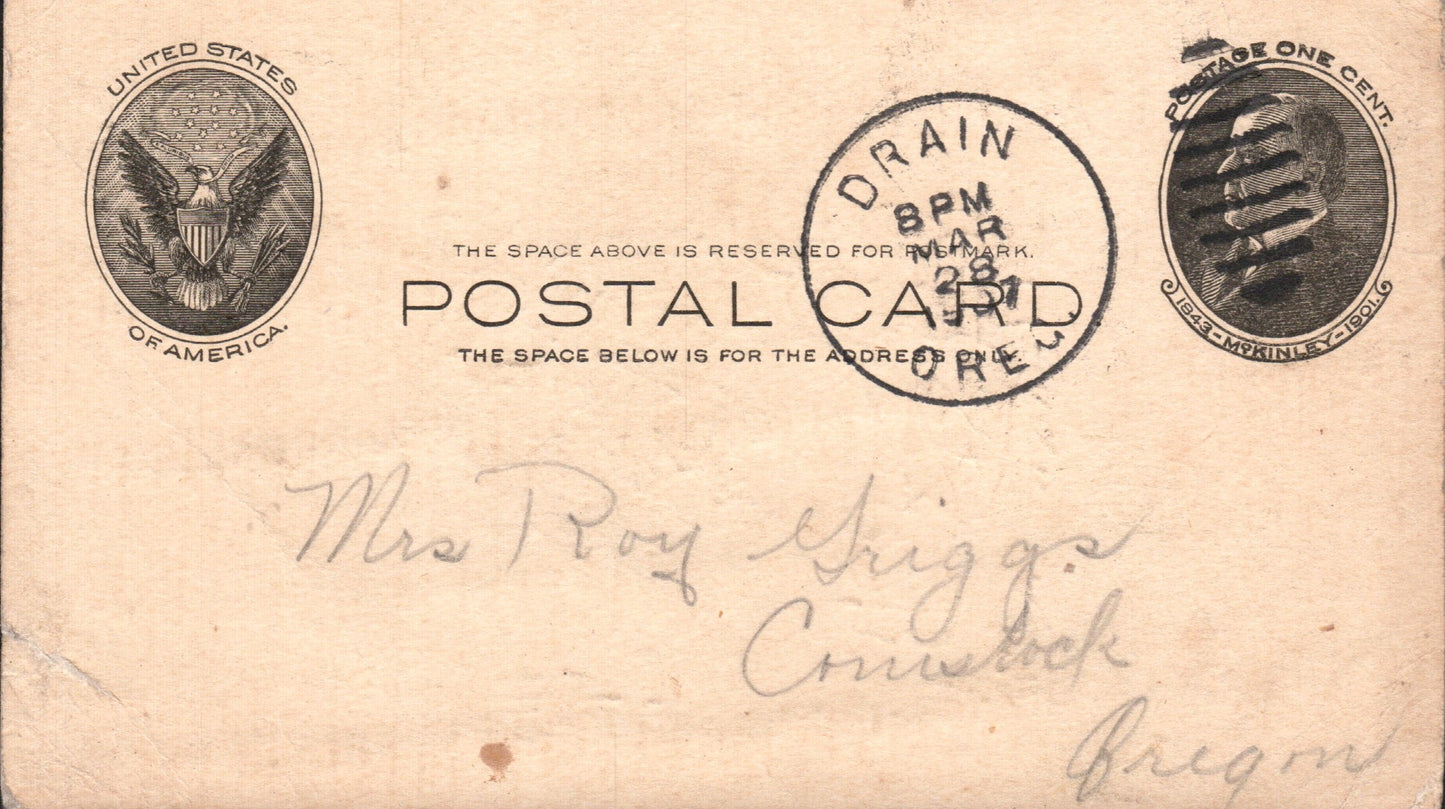 UNITED STATES
OF AMERICA.
POSTAGE ONE CENT.
1843-McKINLEY-1901.
DRAIN
8PM
MAR
28
ORE.
THE SPACE ABOVE IS RESERVED FOR POSTMARK.
POSTAL CARD
THE SPACE BELOW IS FOR THE ADDRESS ONLY.
Mrs Roy Griggs
Comstock
Oregon